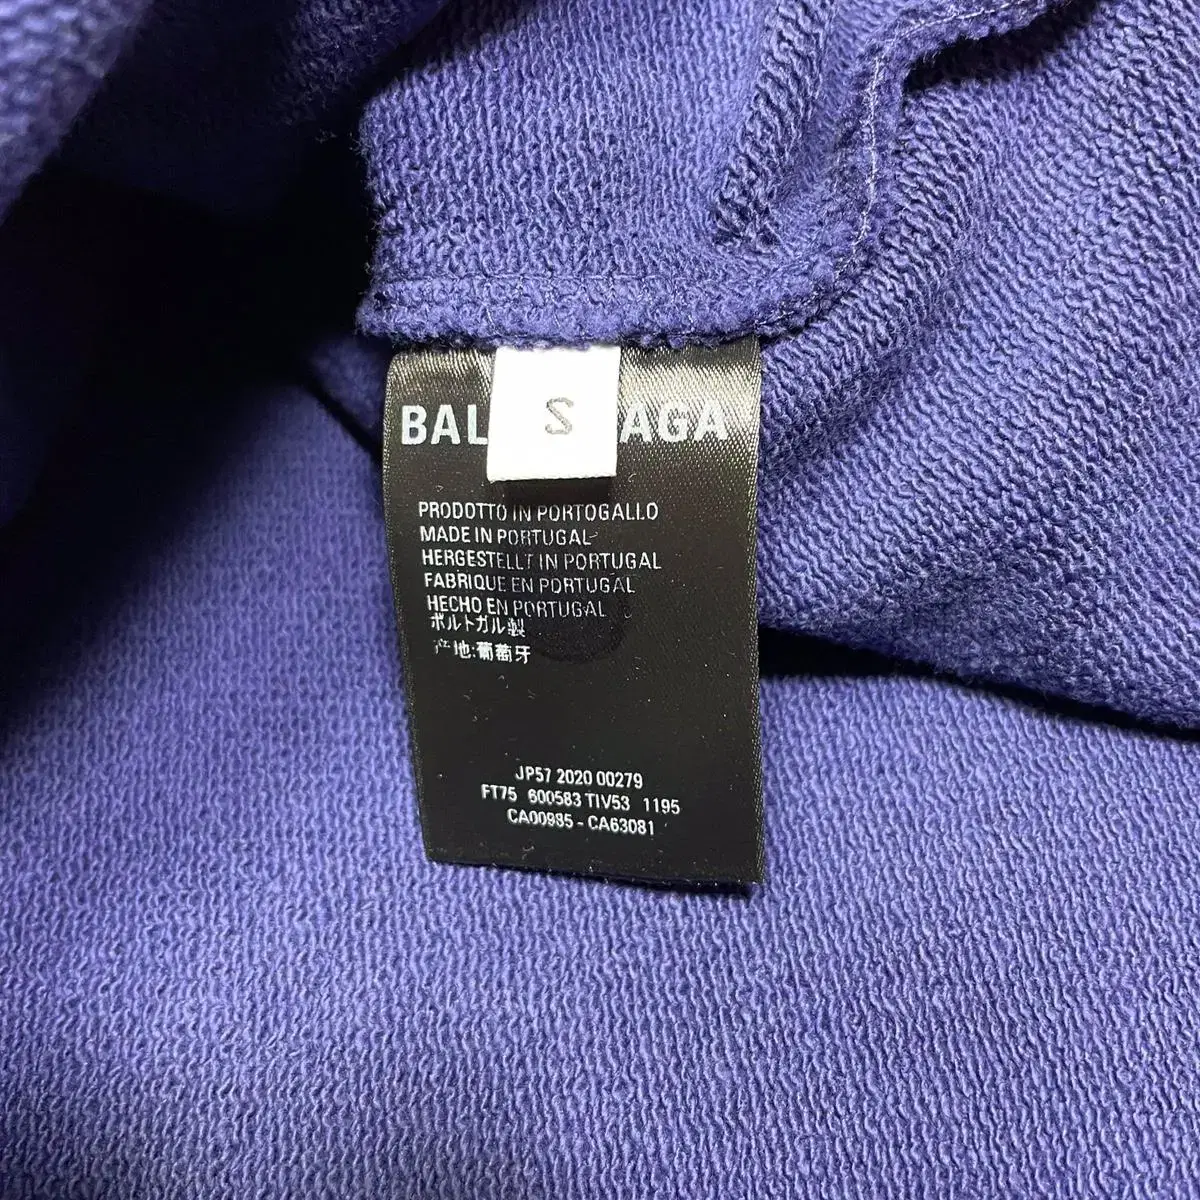 BAL AGA
S
PRODOTTO IN PORTOGALLO
MADE IN PORTUGAL
HERGESTELLT IN PORTUGAL
FABRIQUE EN PORTUGAL
HECHO EN PORTUGAL
ポルトガル製
产地:葡萄牙
JP57 2020 00279
FT75 600583 TIV53 1195
CA00985 - CA63081